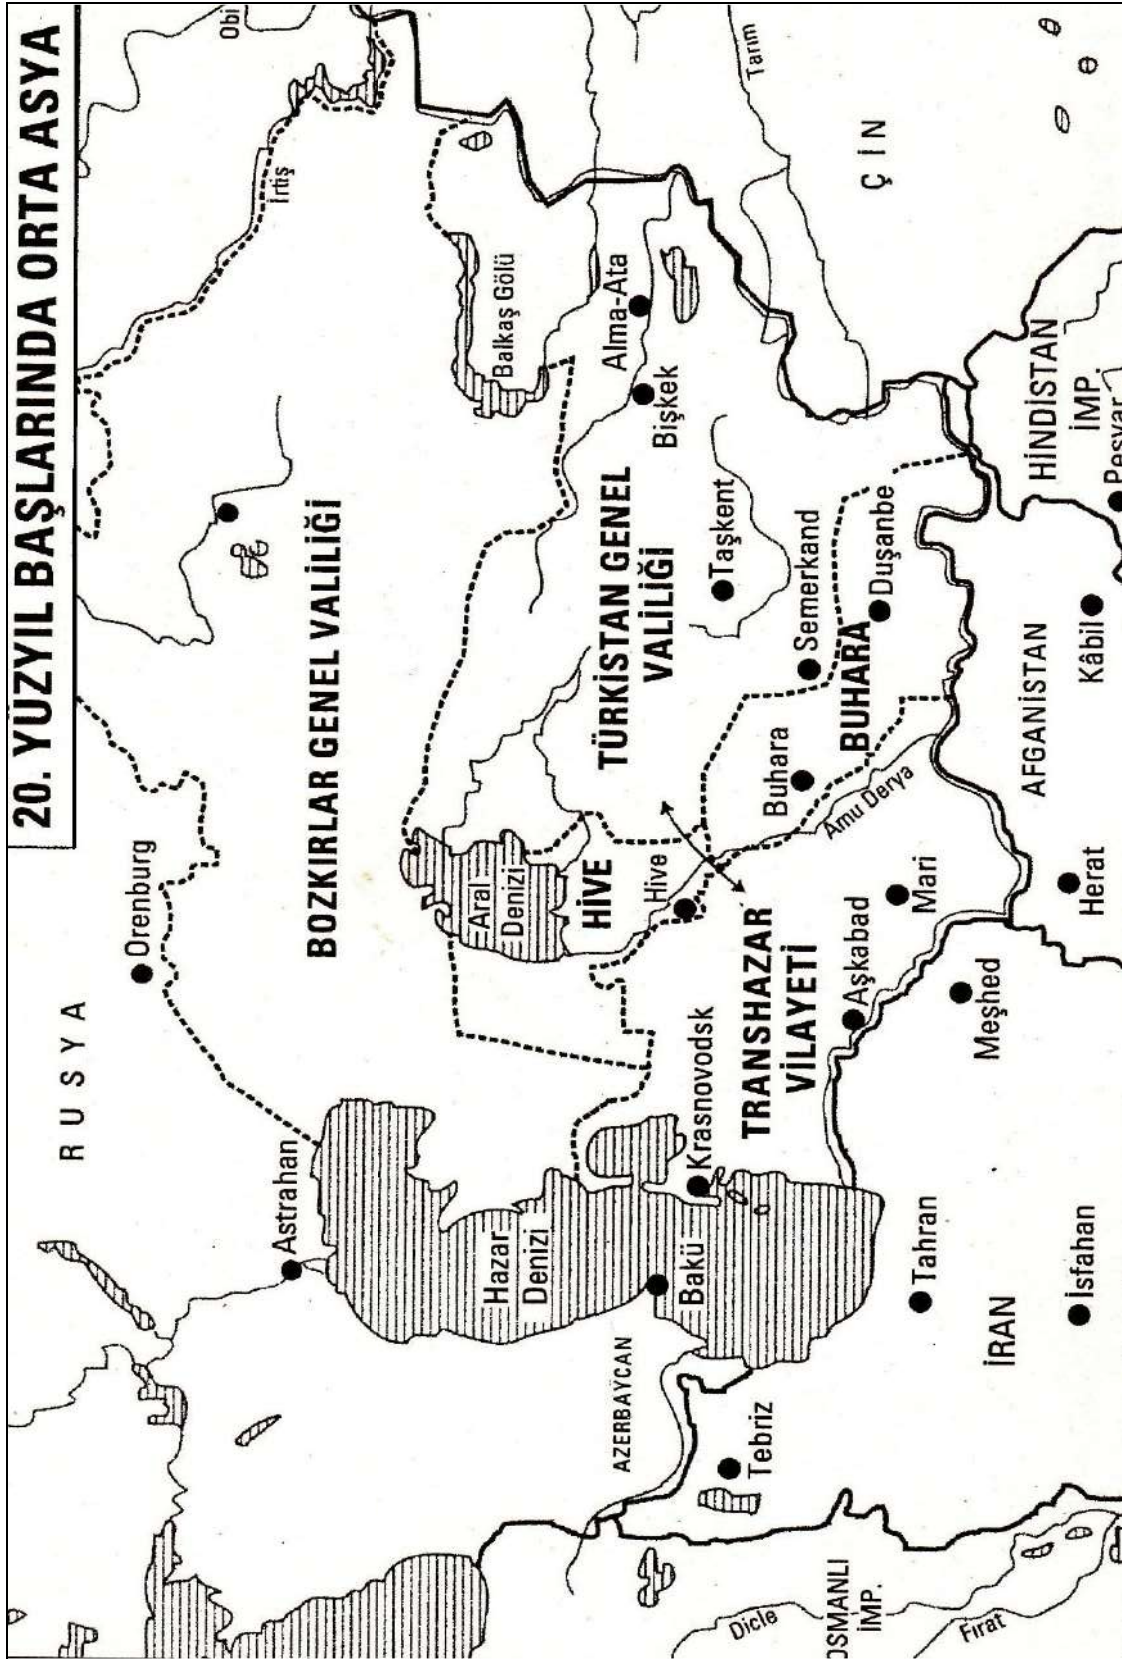 20. YÜZYIL BAŞLARINDA ORTA ASYA
RUSYA
Orenburg
Astrahan
Obi
İrtiş
BOZKIRLAR GENEL VALİLİĞİ
Balkaş Gölü
Aral
Denizi
Hazar
Denizi
HİVE
Hive
TÜRKİSTAN GENEL
VALİLİĞİ
Alma-Ata
Bişkek
Taşkent
Tarım
ÇİN
Semerkand
Duşanbe
BUHARA
Buhara
Amu Derya
TRANSHAZAR
VİLAYETİ
Krasnovodsk
Aşkabad
Mari
Bakü
AZERBAYCAN
Tebriz
Tahran
İRAN
İsfahan
Meşhed
Herat
AFGANİSTAN
Kâbil
HİNDİSTAN
İMP.
Peşvar
OSMANLI
İMP.
Dicle
Fırat